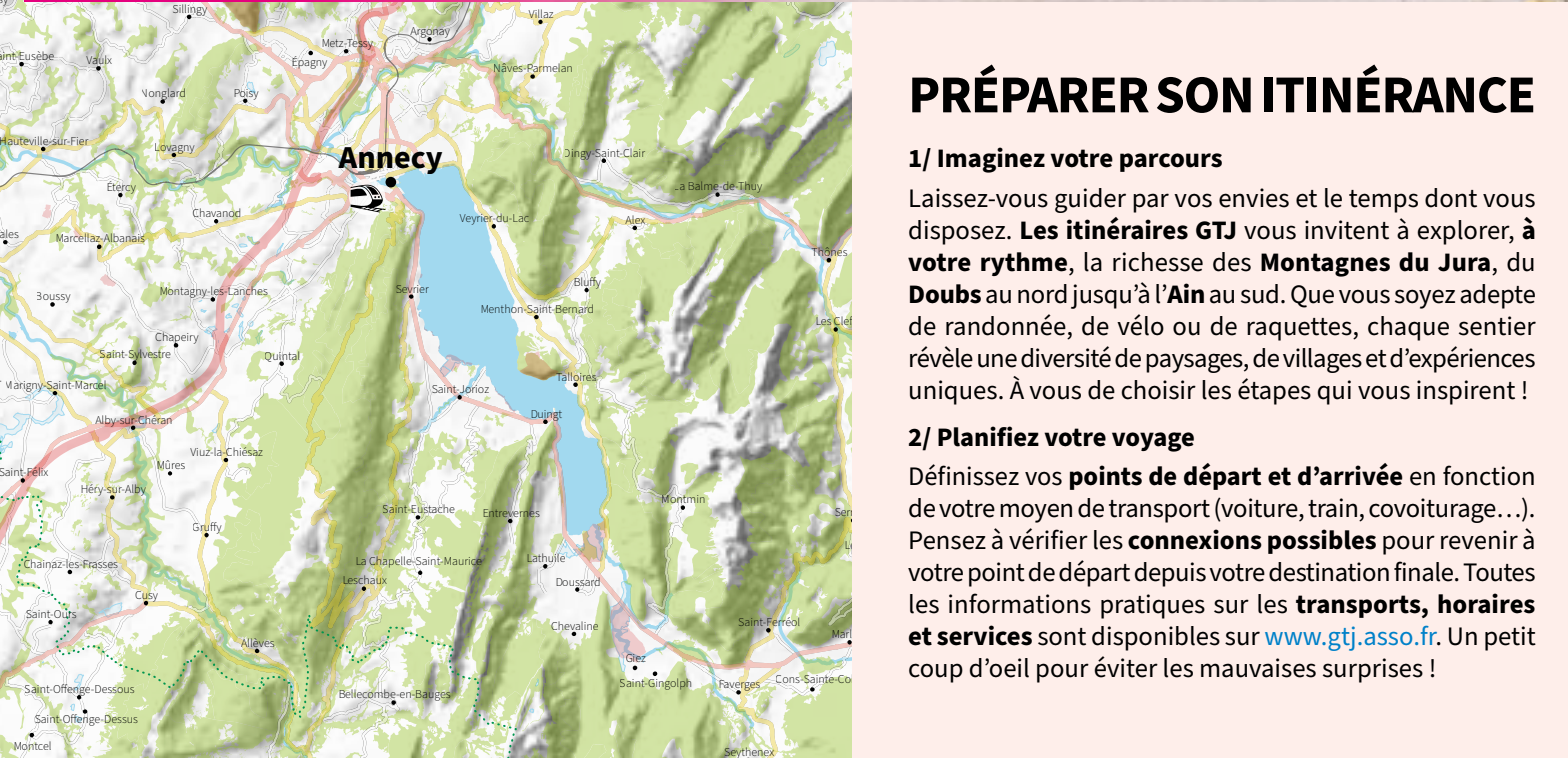 Sillingy
Villaz
Argonay
Metz-Tessy
Épagny
Vaulx
Nâves-Parmelan
Poisy
Hauteville-sur-Fier
Lovagny
Annecy
Dingy-Saint-Clair
La Balme-de-Thuy
Étercy
Chavanod
Veyrier-du-Lac
Alex
Marcellaz-Albanais
Thônes
Bluffy
Sevrier
Montagny-les-Lanches
Menthon-Saint-Bernard
Chapeiry
Saint-Sylvestre
Quintal
Talloires
Marigny-Saint-Marcel
Saint-Jorioz
Duingt
Alby-sur-Chéran
Viuz-la-Chiésaz
Mûres
Saint-Félix
Héry-sur-Alby
Montmin
Saint-Eustache
Entrevernes
Gruffy
La Chapelle-Saint-Maurice
Lathuile
Chainaz-les-Frasses
Leschaux
Doussard
Cusy
Saint-Ours
Chevaline
Saint-Ferréol
Allèves
Giez
Saint-Gingolph
Faverges
Saint-Offenge-Dessous
Bellecombe-en-Bauges
Saint-Offenge-Dessus
Montcel
Seythenex
PRÉPARER SON ITINÉRANCE
1/ Imaginez votre parcours
Laissez-vous guider par vos envies et le temps dont vous
disposez. Les itinéraires GTJ vous invitent à explorer, à
votre rythme, la richesse des Montagnes du Jura, du
Doubs au nord jusqu’à l’Ain au sud. Que vous soyez adepte
de randonnée, de vélo ou de raquettes, chaque sentier
révèle une diversité de paysages, de villages et d’expériences
uniques. À vous de choisir les étapes qui vous inspirent !
2/ Planifiez votre voyage
Définissez vos points de départ et d’arrivée en fonction
de votre moyen de transport (voiture, train, covoiturage…).
Pensez à vérifier les connexions possibles pour revenir à
votre point de départ depuis votre destination finale. Toutes
les informations pratiques sur les transports, horaires
et services sont disponibles sur www.gtj.asso.fr. Un petit
coup d’oeil pour éviter les mauvaises surprises !